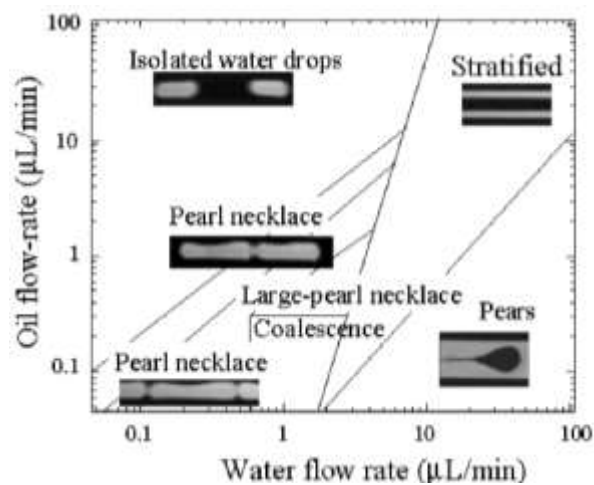 100
Isolated water drops
Stratified
10
Pearl necklace
1
Large-pearl necklace
Coalescence
Pears
0.1
Pearl necklace
0.1
1
10
100
Oil flow-rate (μL/min)
Water flow rate (μL/min)